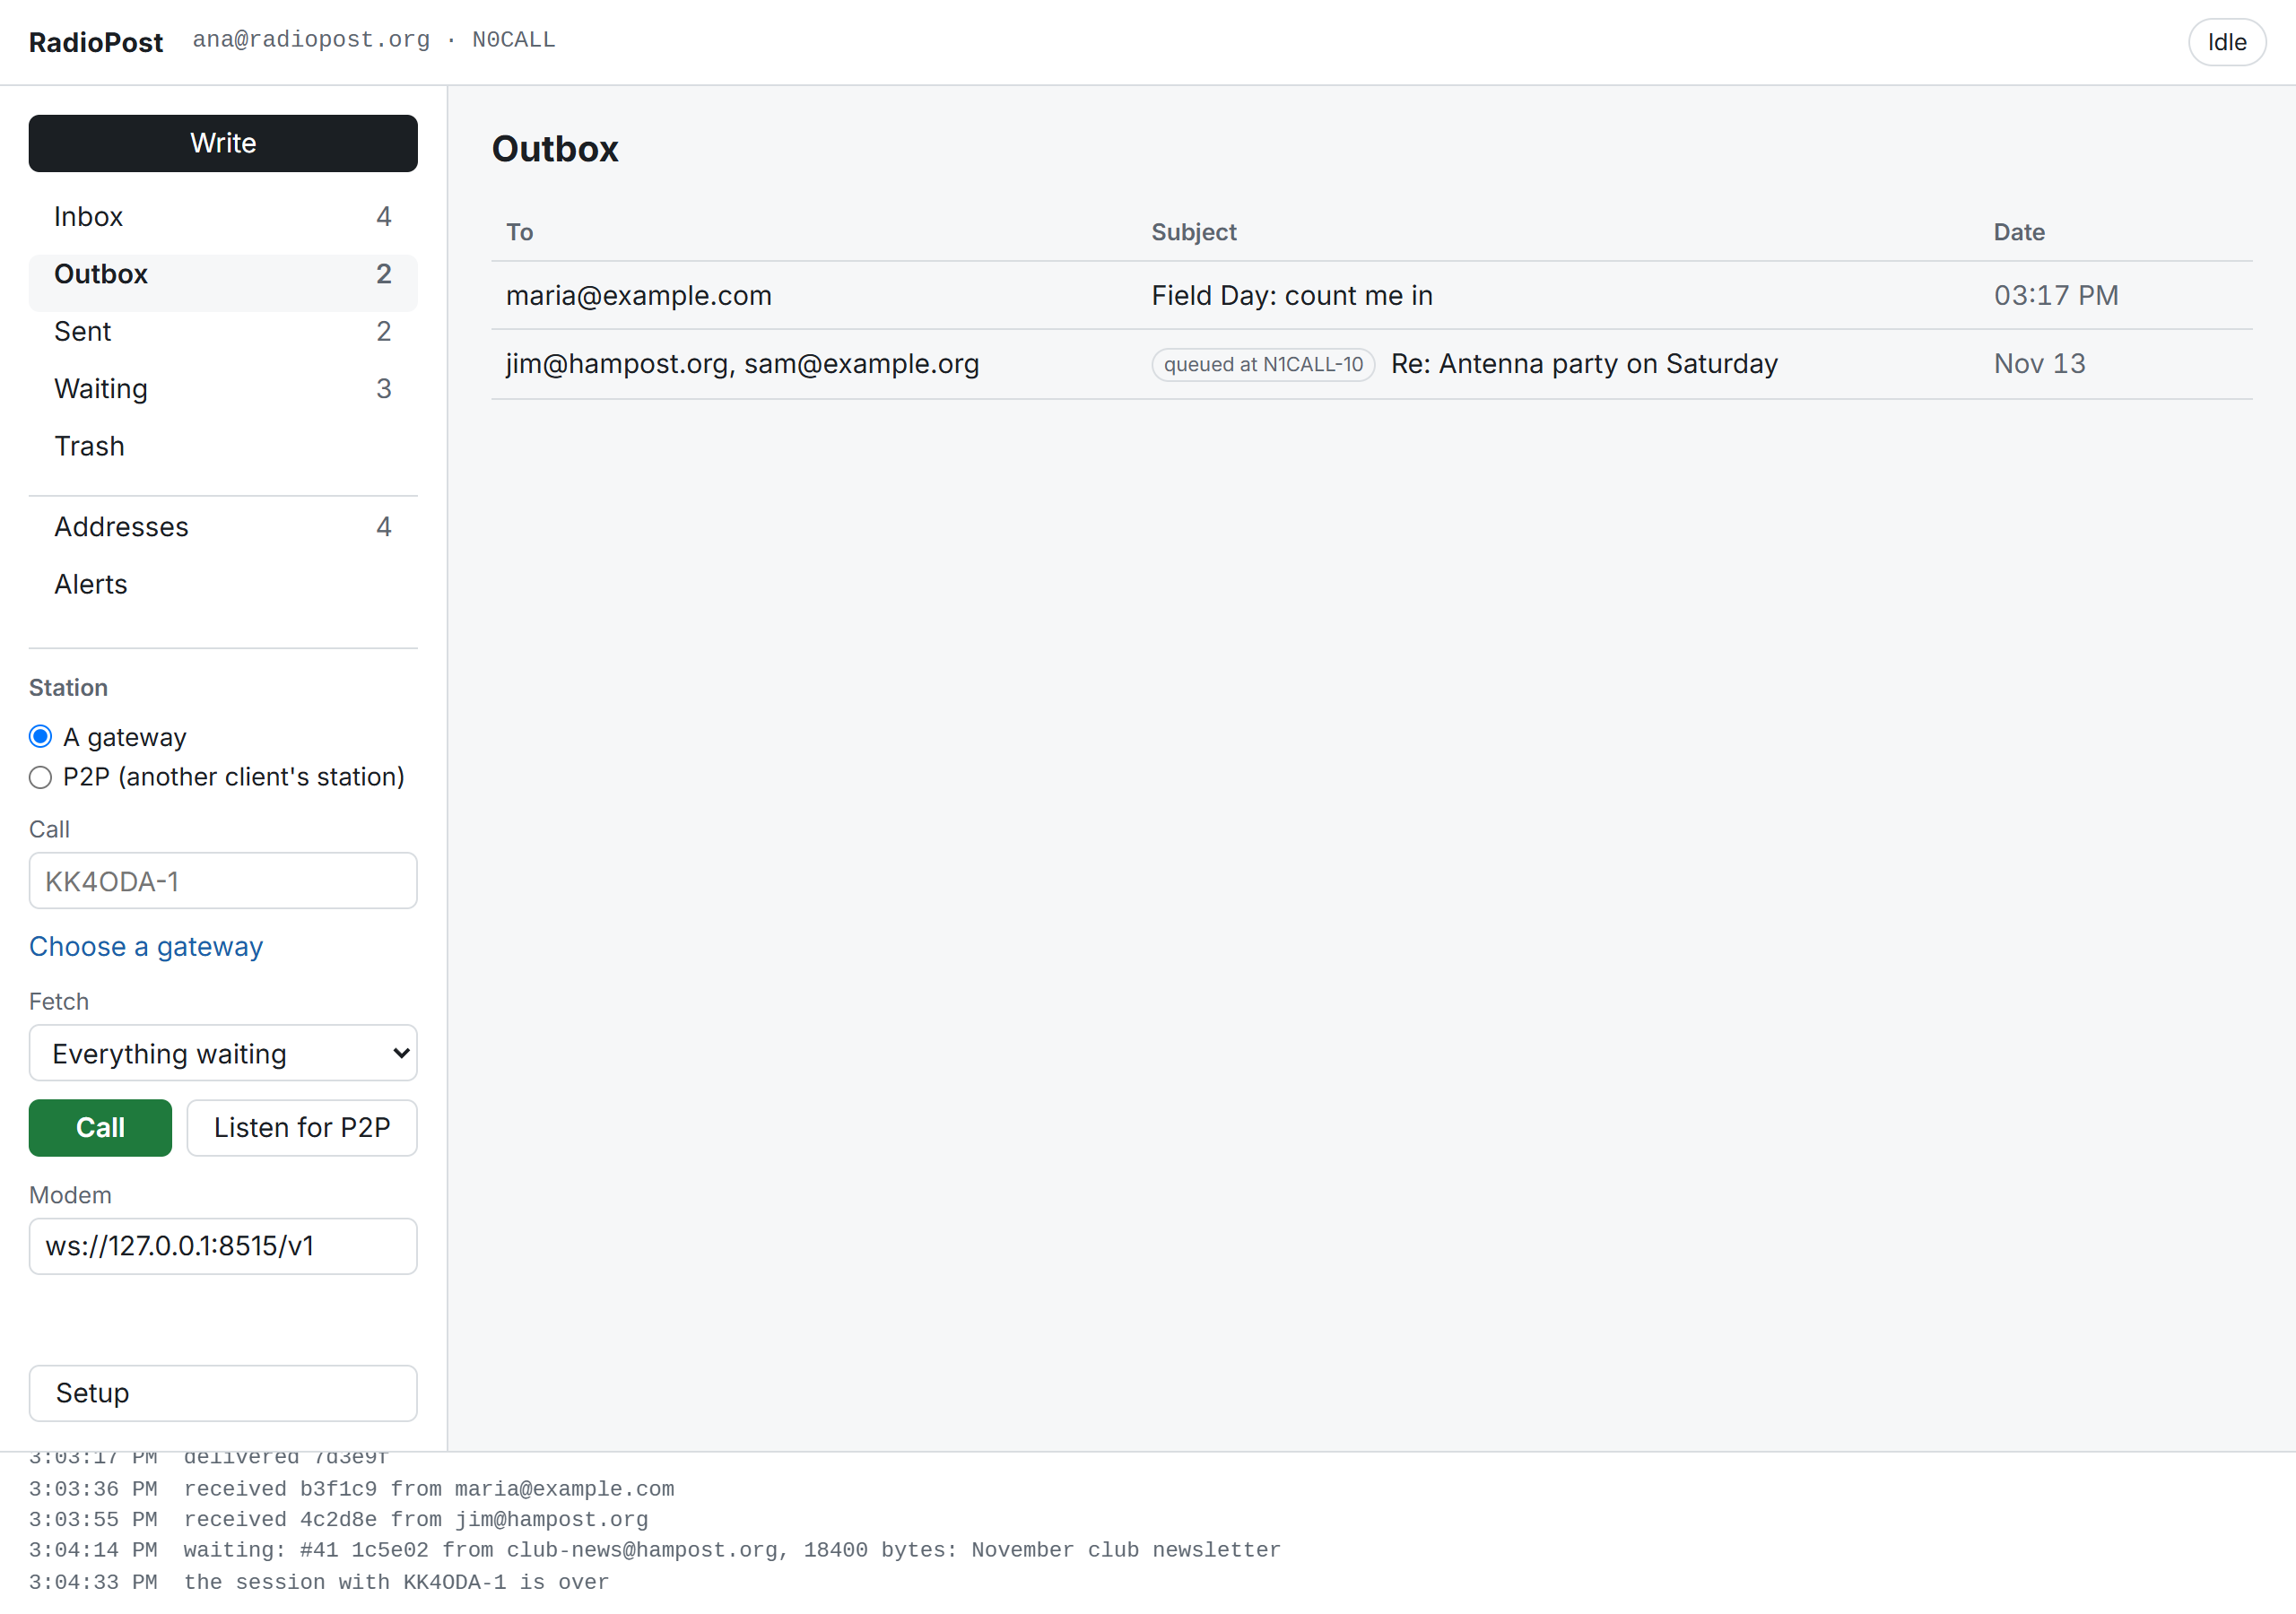 RadioPost ana@radiopost.org · N0CALL Idle
Write
Inbox 4
Outbox 2
Sent 2
Waiting 3
Trash
Addresses 4
Alerts
Station
A gateway
P2P (another client's station)
Call
KK4ODA-1
Choose a gateway
Fetch
Everything waiting
Call Listen for P2P
Modem
ws://127.0.0.1:8515/v1
Setup
Outbox
To Subject Date
maria@example.com Field Day: count me in 03:17 PM
jim@hampost.org, sam@example.org queued at N1CALL-10 Re: Antenna party on Saturday Nov 13
3:03:17 PM delivered 7d3e9f
3:03:36 PM received b3f1c9 from maria@example.com
3:03:55 PM received 4c2d8e from jim@hampost.org
3:04:14 PM waiting: #41 1c5e02 from club-news@hampost.org, 18400 bytes: November club newsletter
3:04:33 PM the session with KK4ODA-1 is over